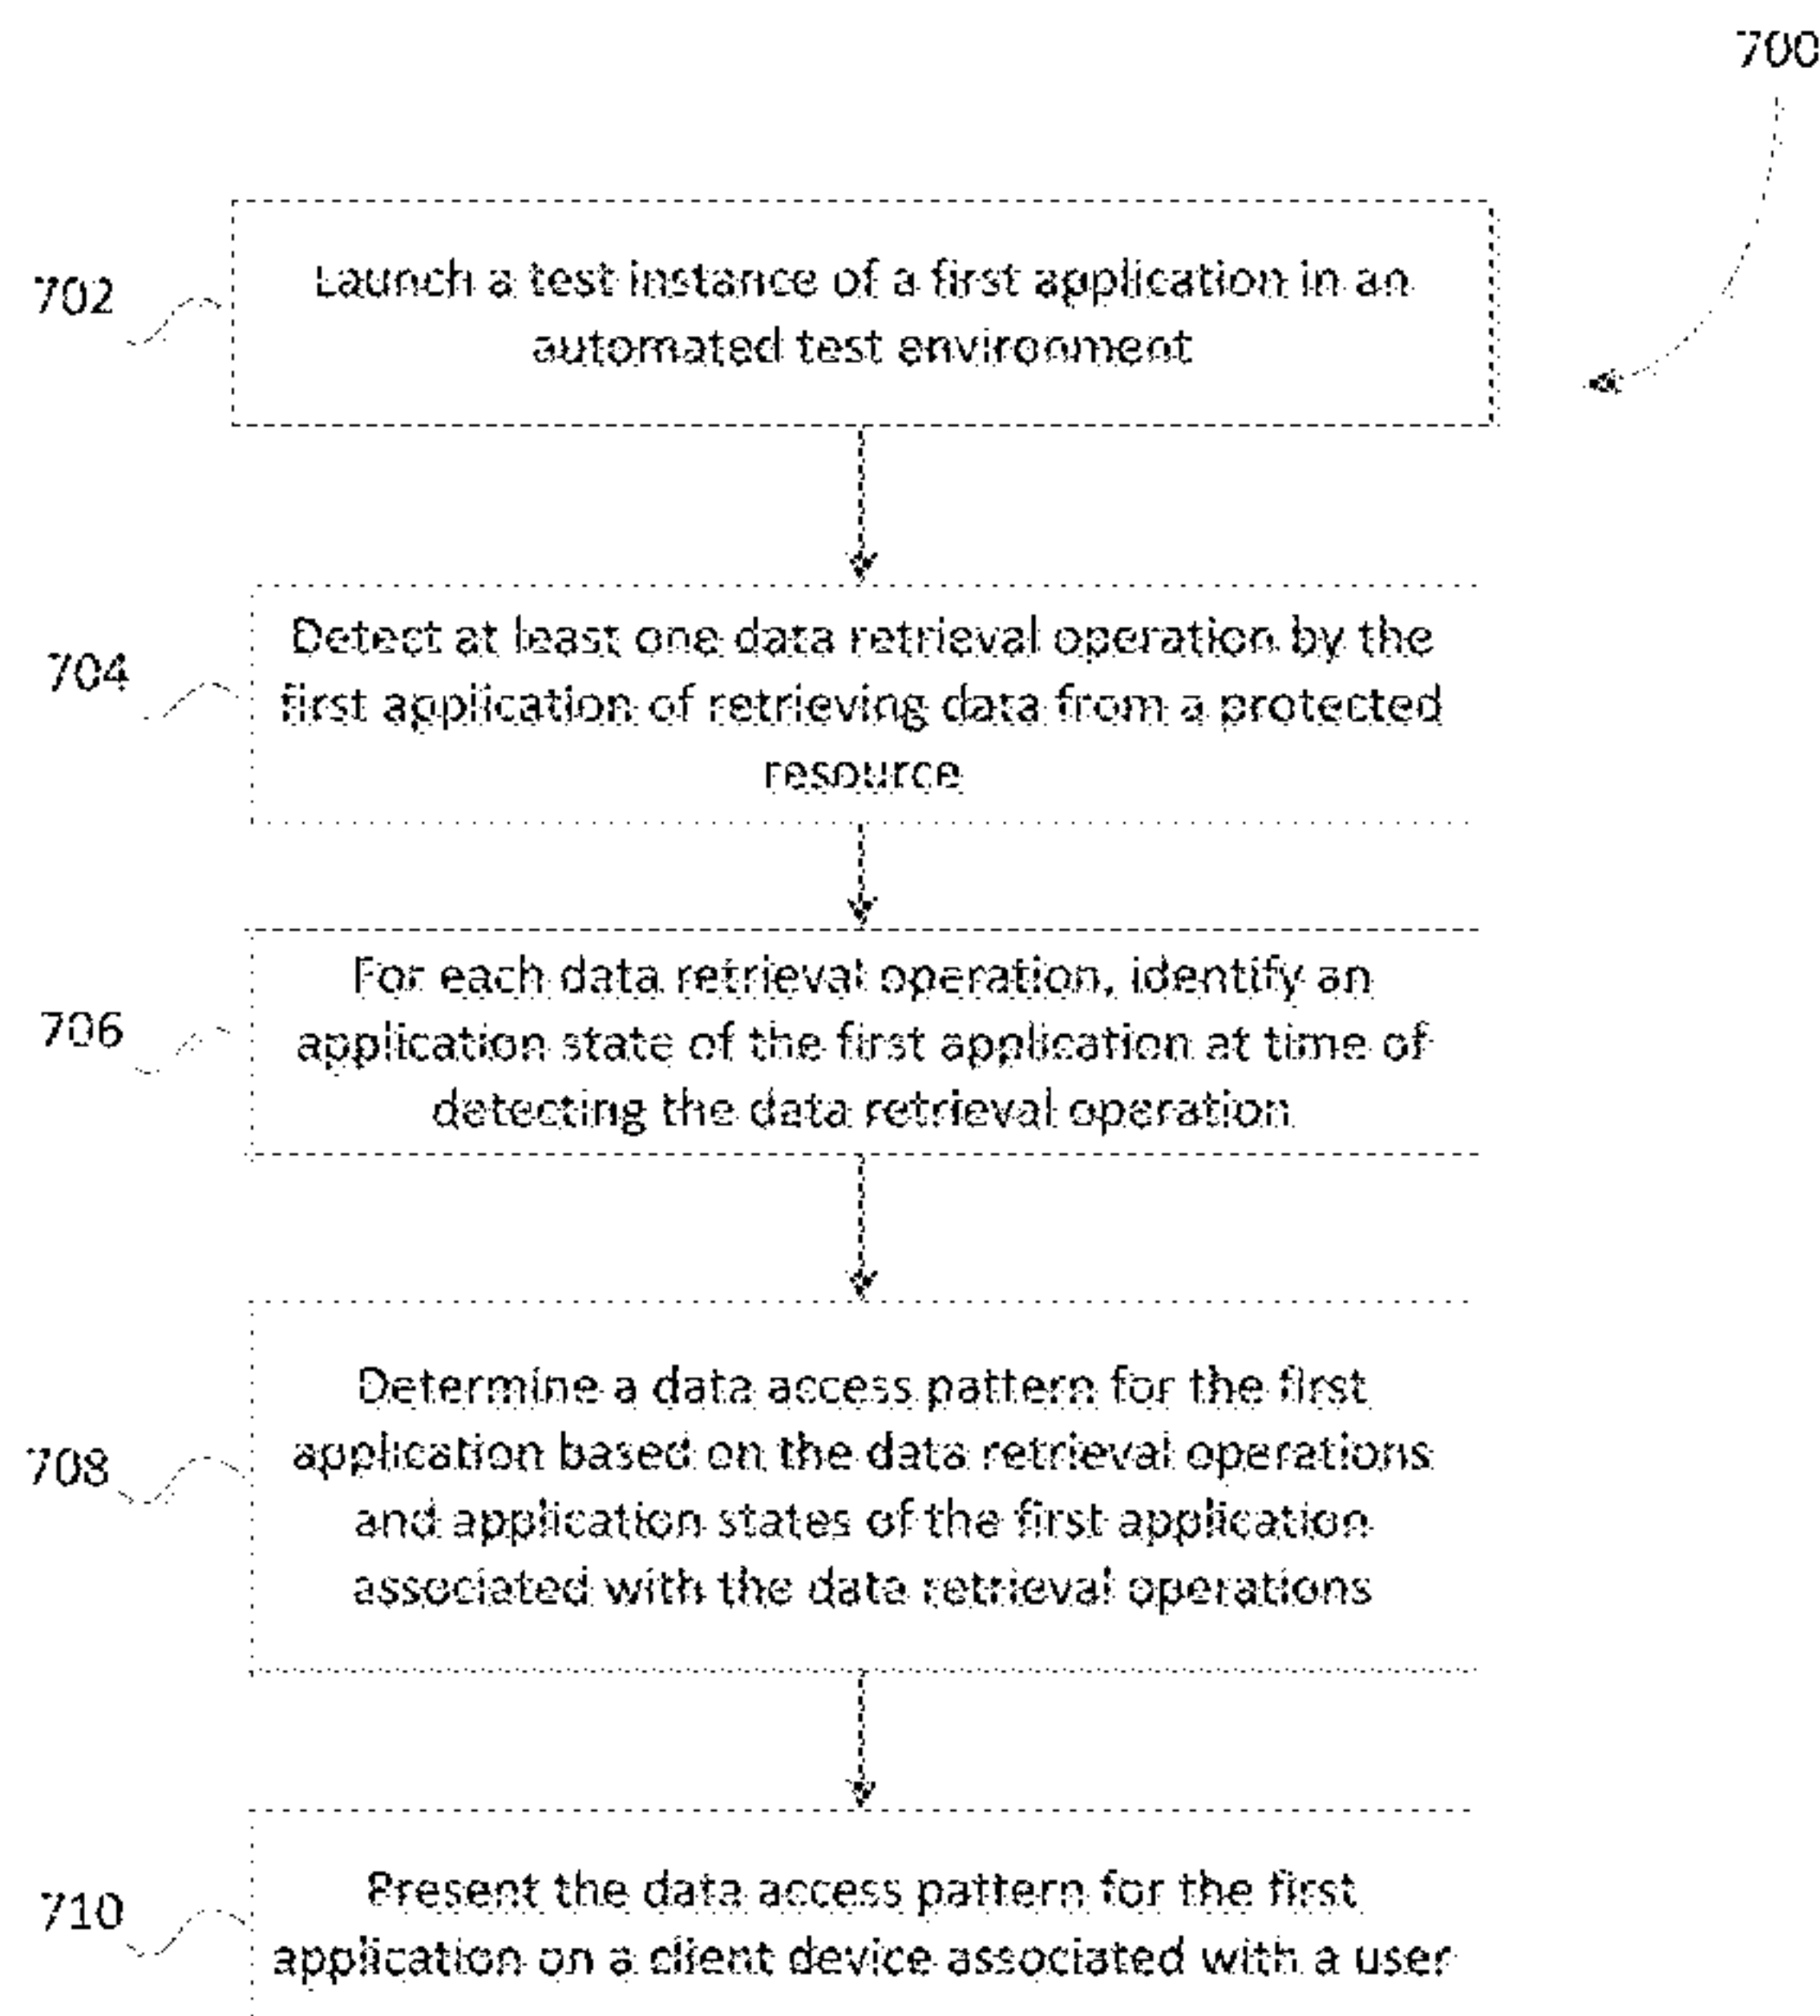 700
702
Launch a test instance of a first application in an
automated test environment
704
Detect at least one data retrieval operation by the
first application of retrieving data from a protected
resource
706
For each data retrieval operation, identify an
application state of the first application at time of
detecting the data retrieval operation
708
Determine a data access pattern for the first
application based on the data retrieval operations
and application states of the first application
associated with the data retrieval operations
710
Present the data access pattern for the first
application on a client device associated with a user